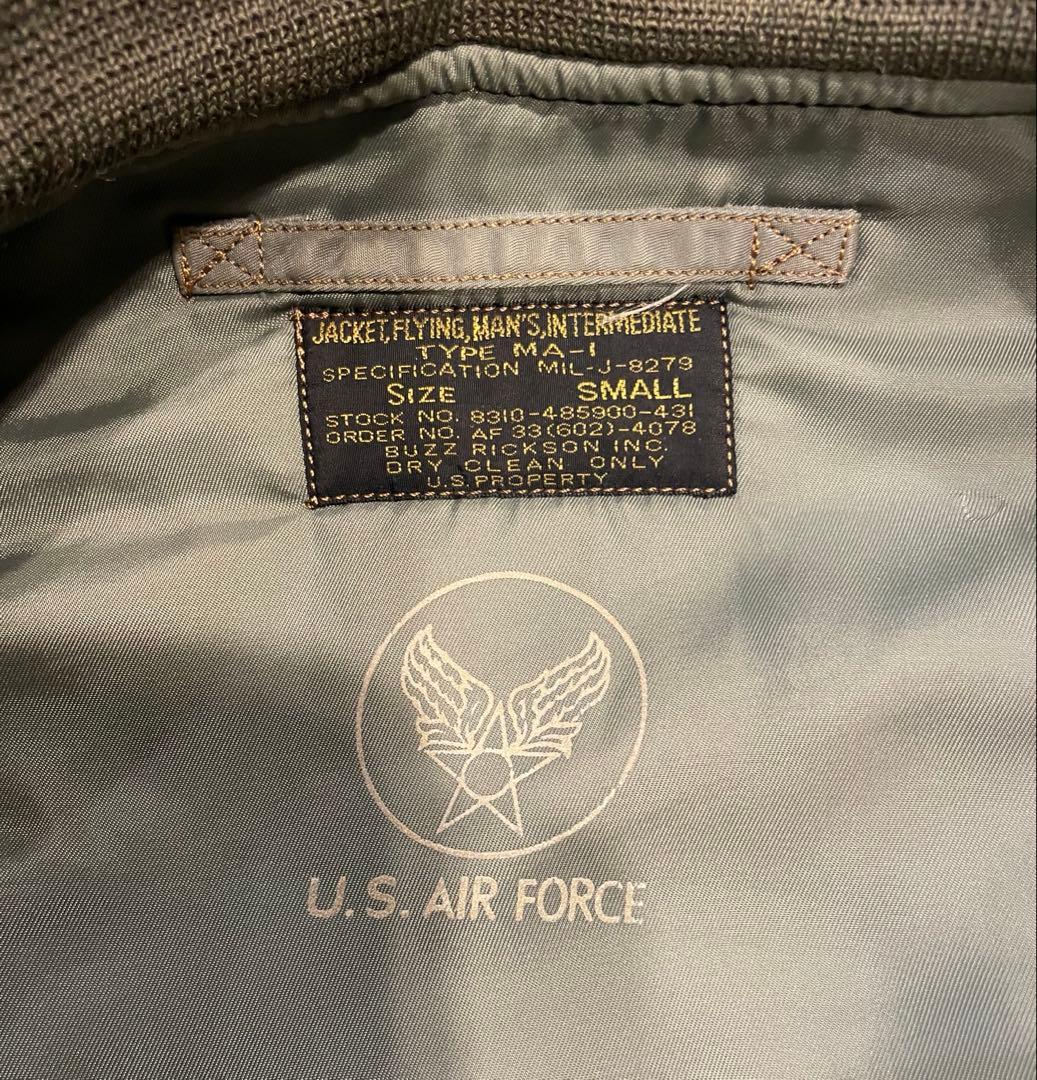 JACKET,FLYING,MAN'S,INTERMEDIATE
TYPE MA-1
SPECIFICATION MIL-J-8279
SIZE SMALL
STOCK NO. 8310-485900-431
ORDER NO. AF 33(602)-4078
BUZZ RICKSON INC.
DRY CLEAN ONLY
U.S. PROPERTY
U.S. AIR FORCE